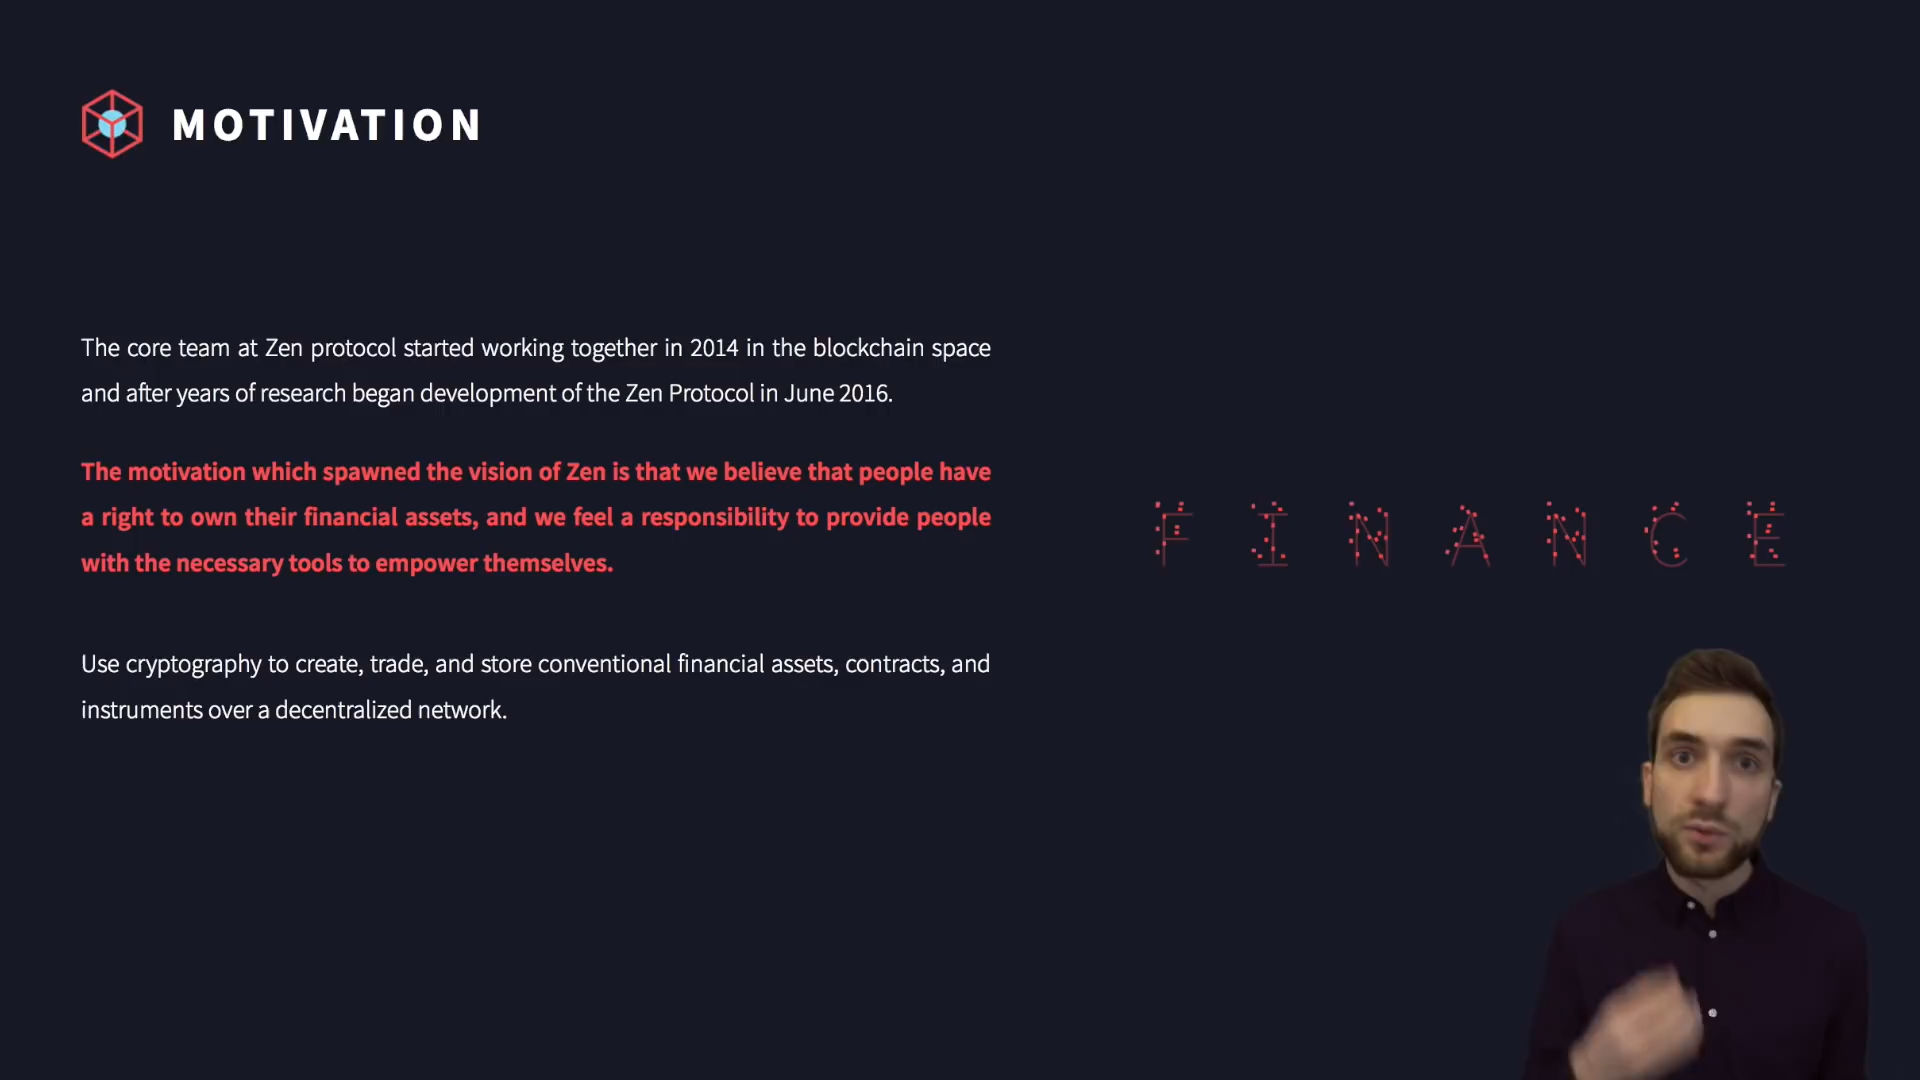 MOTIVATION
The core team at Zen protocol started working together in 2014 in the blockchain space
and after years of research began development of the Zen Protocol in June 2016.
The motivation which spawned the vision of Zen is that we believe that people have
a right to own their financial assets, and we feel a responsibility to provide people
with the necessary tools to empower themselves.
Use cryptography to create, trade, and store conventional financial assets, contracts, and
instruments over a decentralized network.
FINANCE